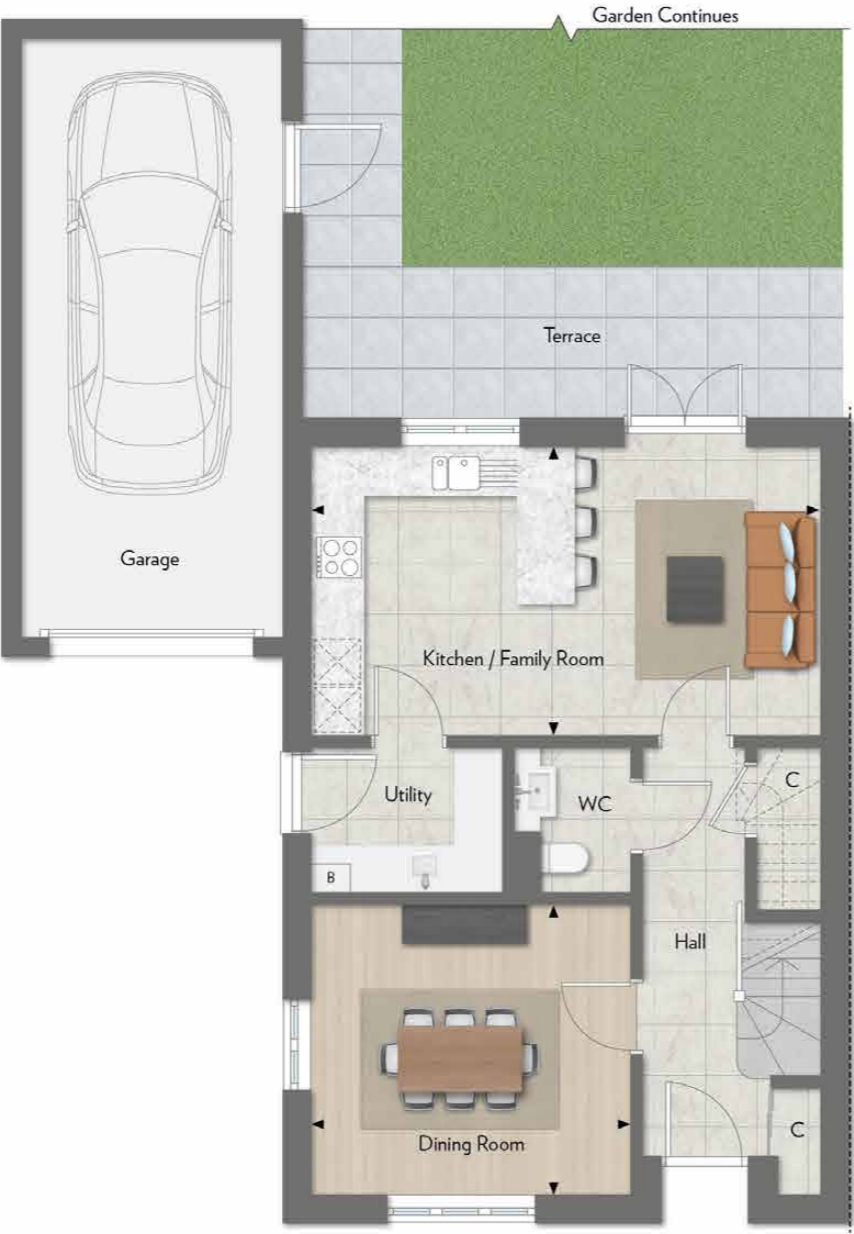 Garden Continues
Terrace
Garage
Kitchen / Family Room
C
Utility
WC
B
Hall
C
Dining Room